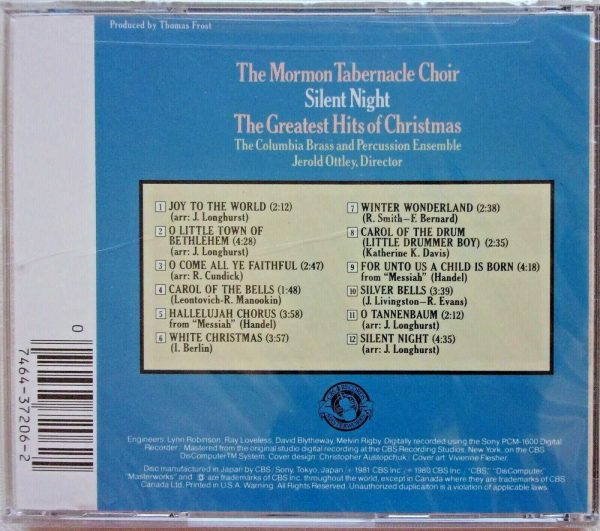 Produced by Thomas Frost
The Mormon Tabernacle Choir
Silent Night
The Greatest Hits of Christmas
The Columbia Brass and Percussion Ensemble
Jerold Ottley, Director
1 JOY TO THE WORLD (2:12)
(arr: J. Longhurst)
2 O LITTLE TOWN OF
BETHLEHEM (4:28)
(arr: J. Longhurst)
3 O COME ALL YE FAITHFUL (2:47)
(arr: R. Cundick)
4 CAROL OF THE BELLS (1:48)
(Leontovich-R. Manookin)
5 HALLELUJAH CHORUS (3:58)
from "Messiah" (Handel)
6 WHITE CHRISTMAS (3:57)
(I. Berlin)
7 WINTER WONDERLAND (2:38)
(R. Smith-F. Bernard)
8 CAROL OF THE DRUM
(LITTLE DRUMMER BOY) (2:35)
(Katherine K. Davis)
9 FOR UNTO US A CHILD IS BORN (4:18)
from "Messiah" (Handel)
10 SILVER BELLS (3:39)
(J. Livingston-R. Evans)
11 O TANNENBAUM (2:12)
(arr: J. Longhurst)
12 SILENT NIGHT (4:35)
(arr: J. Longhurst)
0
7464-37206-2
Engineers: Lynn Robinson, Ray Loveless, David Blytheway, Melvin Rigby. Digitally recorded using the Sony PCM-1600 Digital
Recorder. Mastered from the original studio digital recording at the CBS Recording Studios, New York, on the CBS
DisComputer™ System. Cover design: Christopher Austopchuk. Cover art: Vivienne Flesher.
Disc manufactured in Japan by CBS/Sony, Tokyo, Japan/℗ 1981 CBS Inc./© 1980 CBS Inc./"CBS," "DisComputer,"
"Masterworks" and are trademarks of CBS Inc. throughout the world, except in Canada where they are trademarks of CBS
Canada Ltd. Printed in U.S.A. Warning: All Rights Reserved. Unauthorized duplicaiton is a violation of applicable laws.